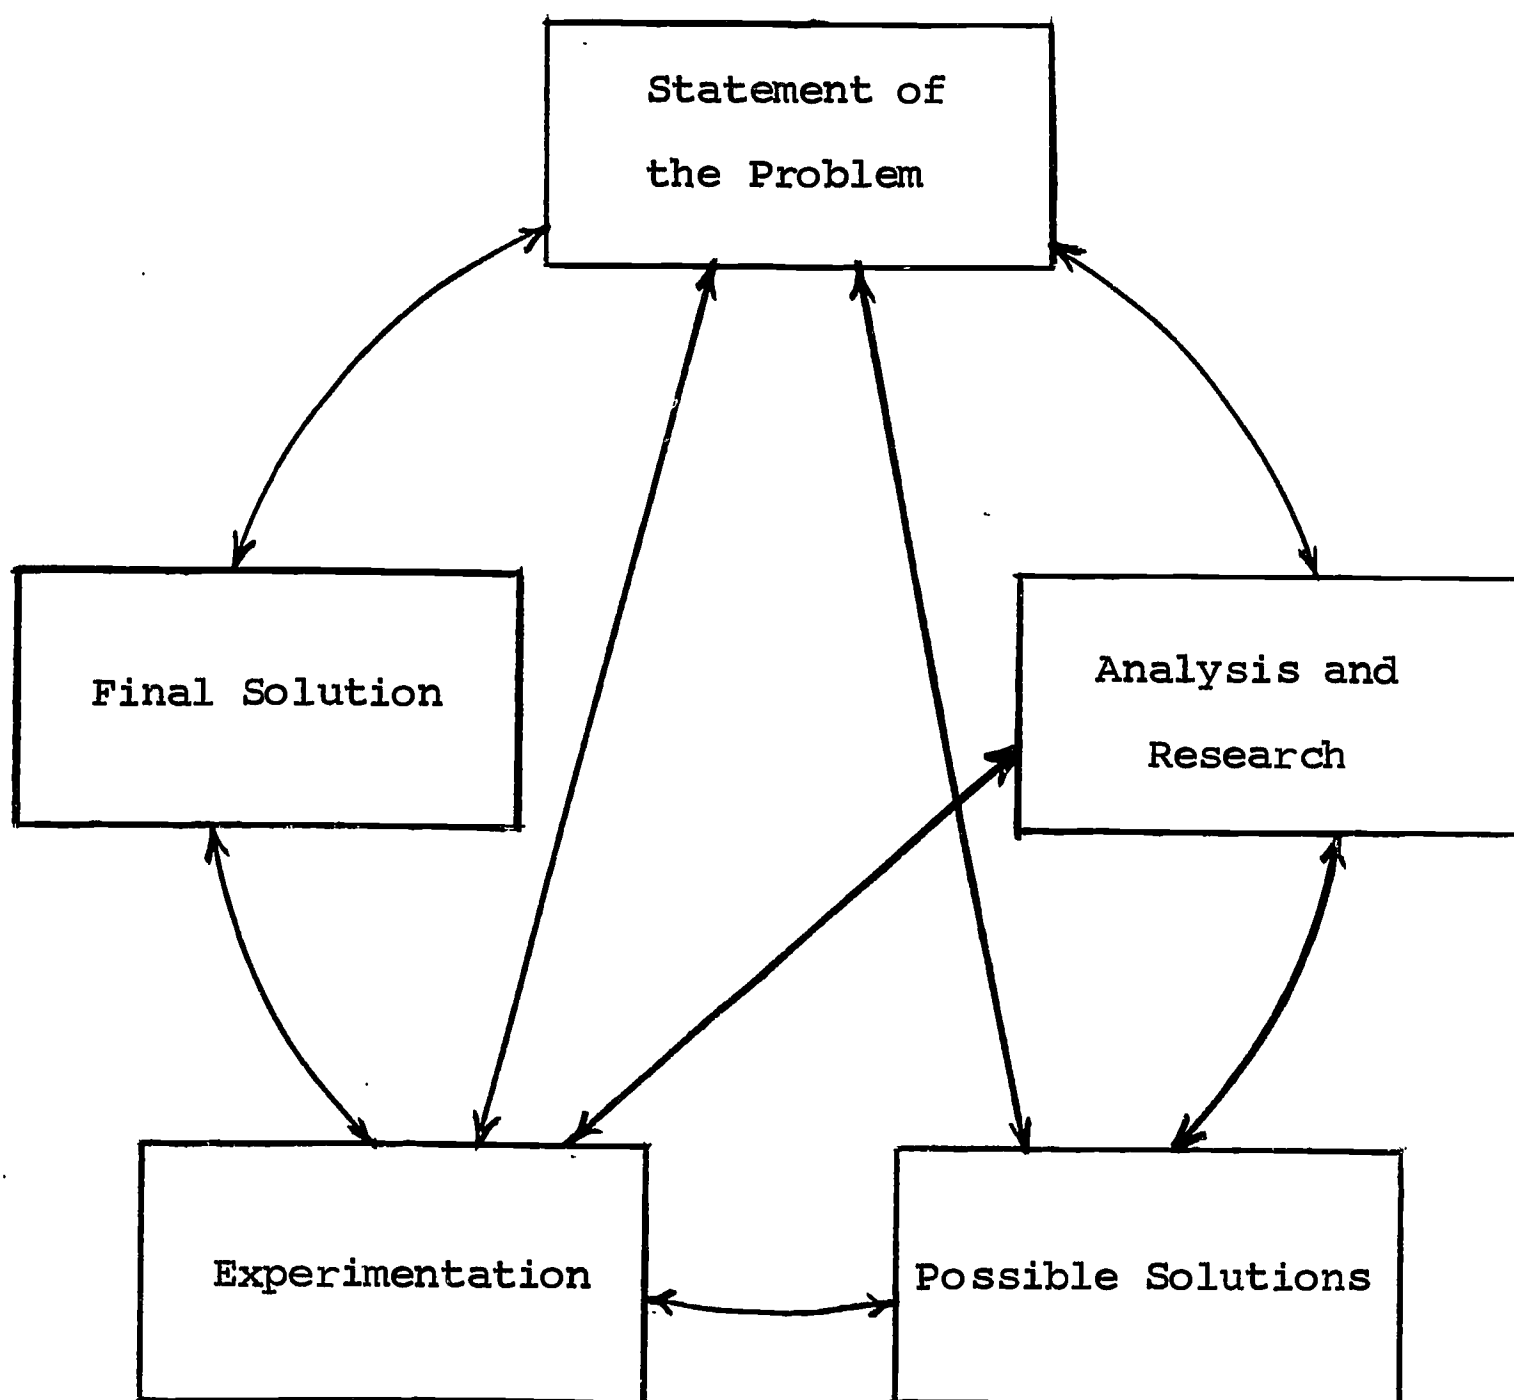 Statement of
the Problem
Final Solution
Analysis and
Research
Experimentation
Possible Solutions